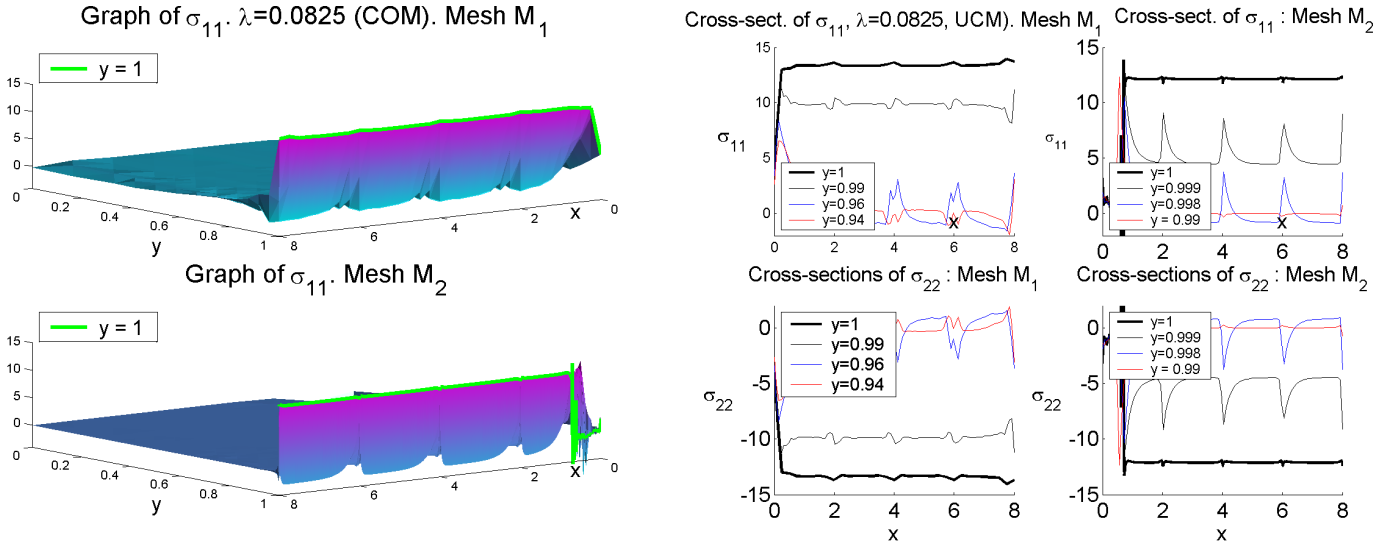 Graph of σ11. λ=0.0825 (COM). Mesh M1
y = 1
15
10
5
0
0
0.2
0.4
0.6
0.8
1
y
8
6
4
2
0
x
Graph of σ11. Mesh M2
y = 1
15
10
5
0
0
0.2
0.4
0.6
0.8
1
y
8
6
4
2
0
x
Cross-sect. of σ11, λ=0.0825, UCM). Mesh M1
15
10
5
0
σ11
y=1
y=0.99
y=0.96
y=0.94
0
2
4
6
8
x
Cross-sect. of σ11 : Mesh M2
15
10
5
0
σ11
y=1
y=0.999
y=0.998
y = 0.99
0
2
4
6
8
x
Cross-sections of σ22 : Mesh M1
0
-5
-10
-15
σ22
y=1
y=0.99
y=0.96
y=0.94
0
2
4
6
8
x
Cross-sections of σ22 : Mesh M2
0
-5
-10
-15
σ22
y=1
y=0.999
y=0.998
y = 0.99
0
2
4
6
8
x